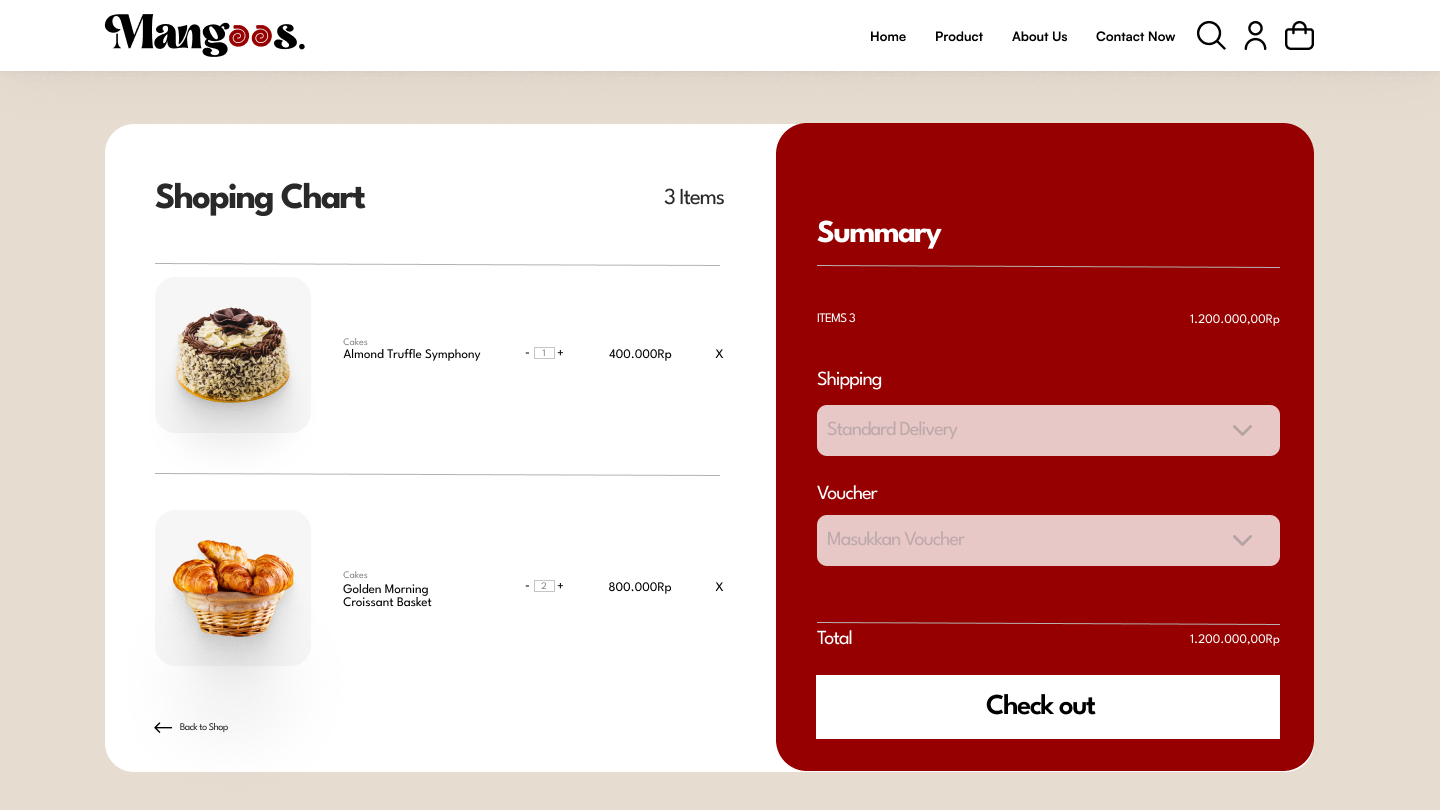 Mangoos.
Home Product About Us Contact Now
Shoping Chart
3 Items
Cakes
Almond Truffle Symphony
- 1 +
400.000Rp
X
Cakes
Golden Morning
Croissant Basket
- 2 +
800.000Rp
X
Back to Shop
Summary
ITEMS 3
1.200.000,00Rp
Shipping
Standard Delivery
Voucher
Masukkan Voucher
Total
1.200.000,00Rp
Check out